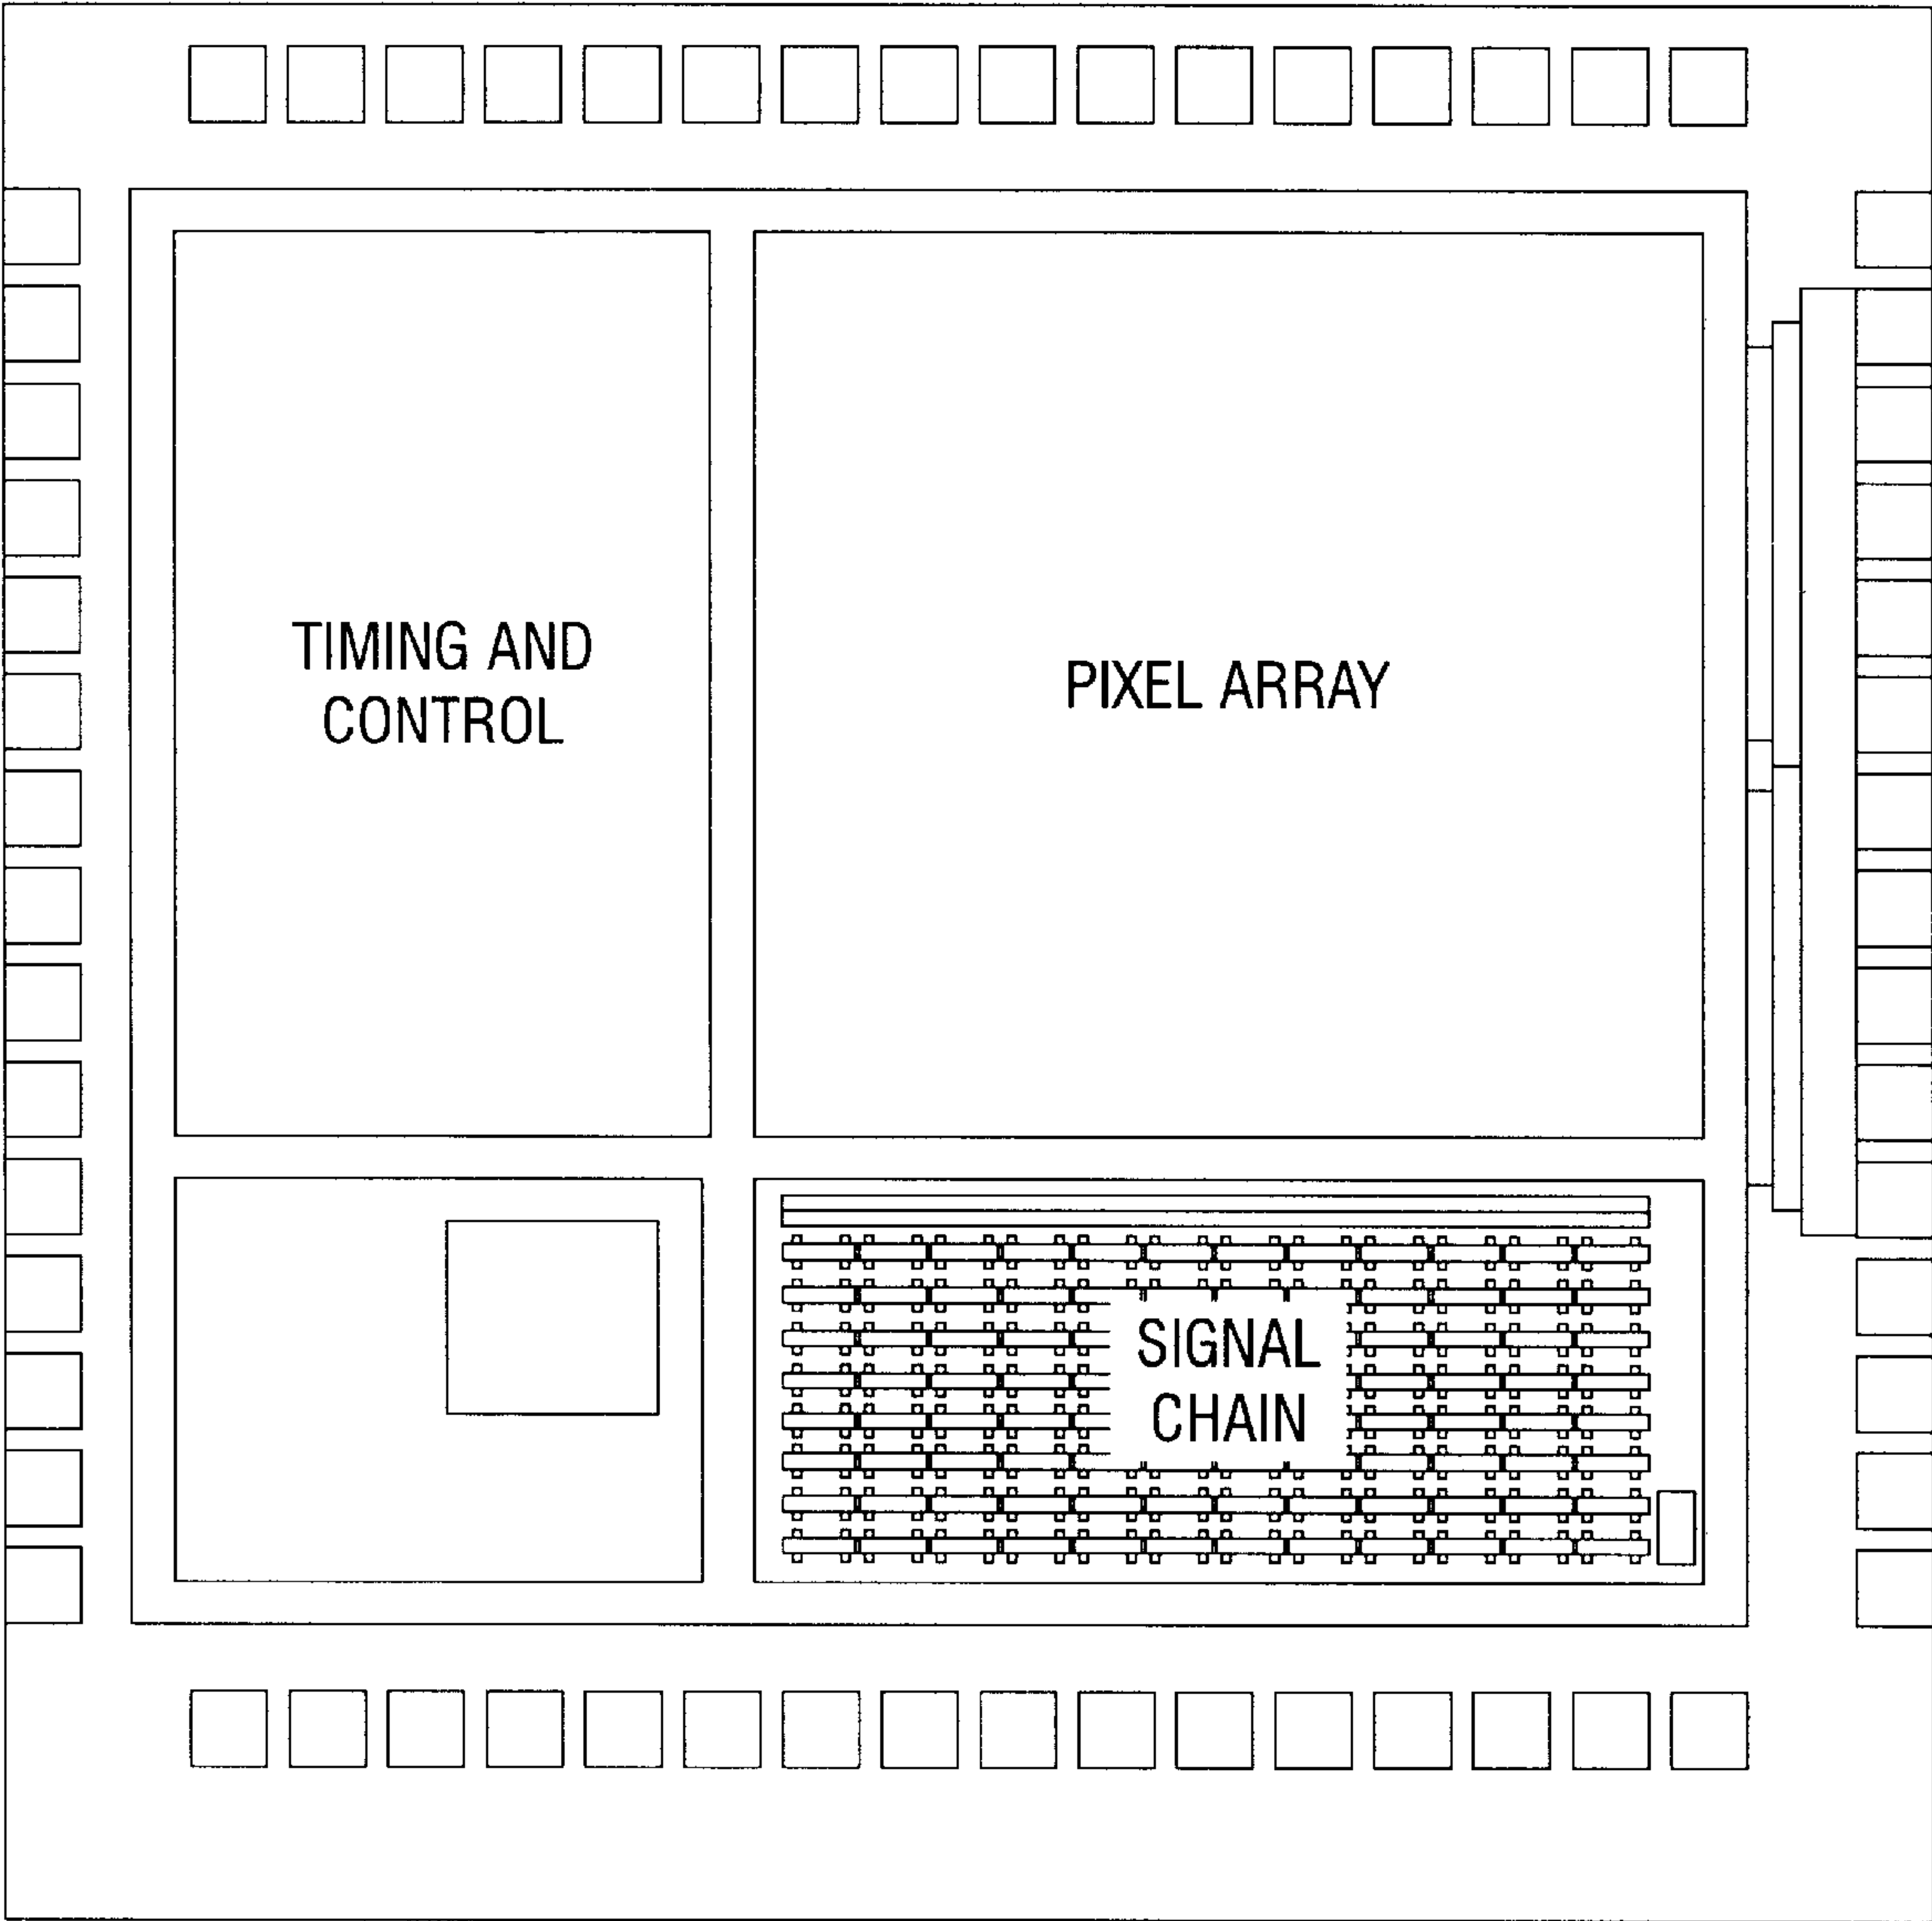 TIMING AND
CONTROL
PIXEL ARRAY
SIGNAL
CHAIN